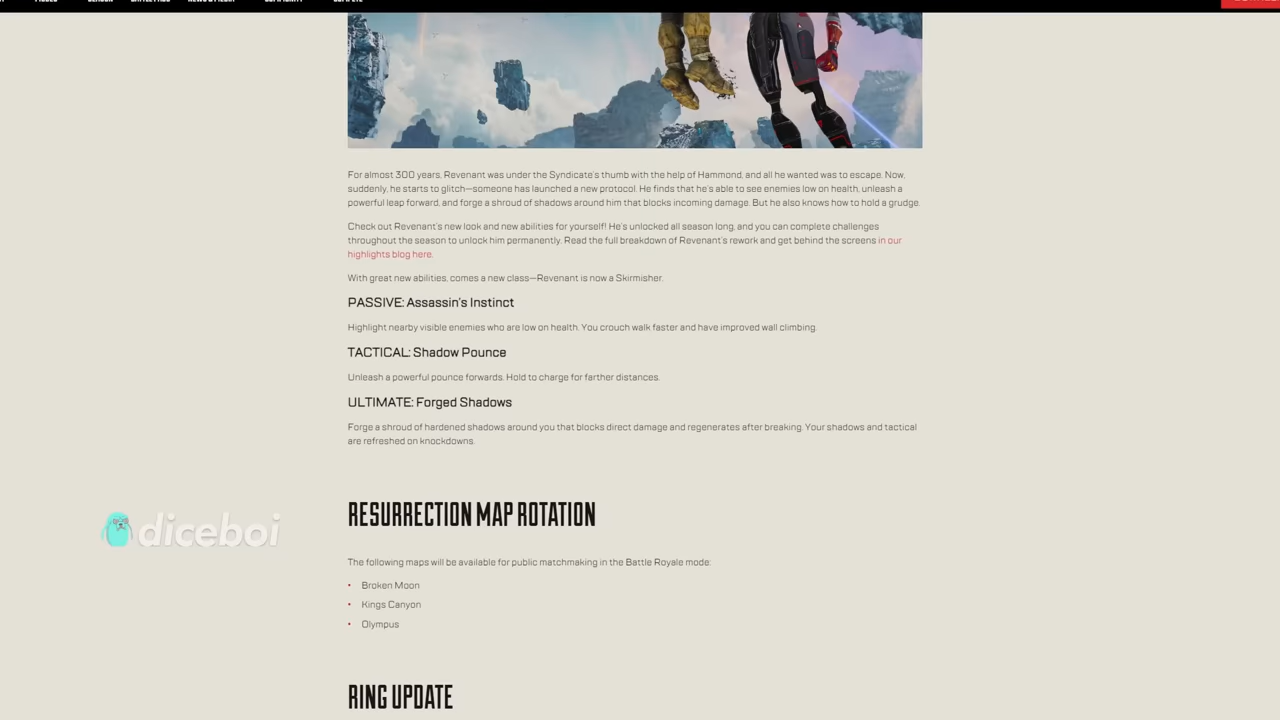 For almost 300 years, Revenant was under the Syndicate's thumb with the help of Hammond, and all he wanted was to escape. Now,
suddenly, he starts to glitch—someone has launched a new protocol. He finds that he's able to see enemies low on health, unleash a
powerful leap forward, and forge a shroud of shadows around him that blocks incoming damage. But he also knows how to hold a grudge.
Check out Revenant's new look and new abilities for yourself! He's unlocked all season long, and you can complete challenges
throughout the season to unlock him permanently. Read the full breakdown of Revenant's rework and get behind the screens in our
highlights blog here.
With great new abilities, comes a new class—Revenant is now a Skirmisher.
PASSIVE: Assassin's Instinct
Highlight nearby visible enemies who are low on health. You crouch walk faster and have improved wall climbing.
TACTICAL: Shadow Pounce
Unleash a powerful pounce forwards. Hold to charge for farther distances.
ULTIMATE: Forged Shadows
Forge a shroud of hardened shadows around you that blocks direct damage and regenerates after breaking. Your shadows and tactical
are refreshed on knockdowns.
RESURRECTION MAP ROTATION
diceboi
The following maps will be available for public matchmaking in the Battle Royale mode:
• Broken Moon
• Kings Canyon
• Olympus
RING UPDATE